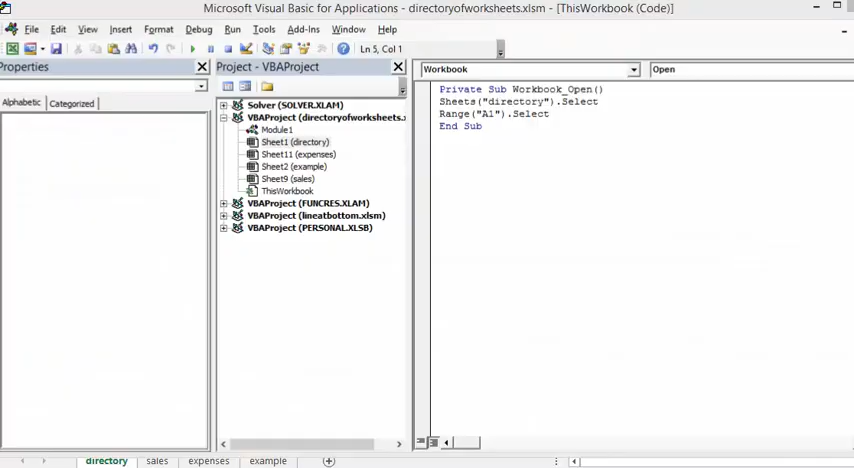 Microsoft Visual Basic for Applications - directoryofworksheets.xlsm - [ThisWorkbook (Code)]
File Edit View Insert Format Debug Run Tools Add-Ins Window Help
Ln 5, Col 1
Properties
Alphabetic Categorized
Project - VBAProject
Solver (SOLVER.XLAM)
VBAProject (directoryofworksheets.x
Module1
Sheet1 (directory)
Sheet11 (expenses)
Sheet2 (example)
Sheet9 (sales)
ThisWorkbook
VBAProject (FUNCRES.XLAM)
VBAProject (lineatbottom.xlsm)
VBAProject (PERSONAL.XLSB)
Workbook Open
Private Sub Workbook_Open()
Sheets("directory").Select
Range("A1").Select
End Sub
directory sales expenses example